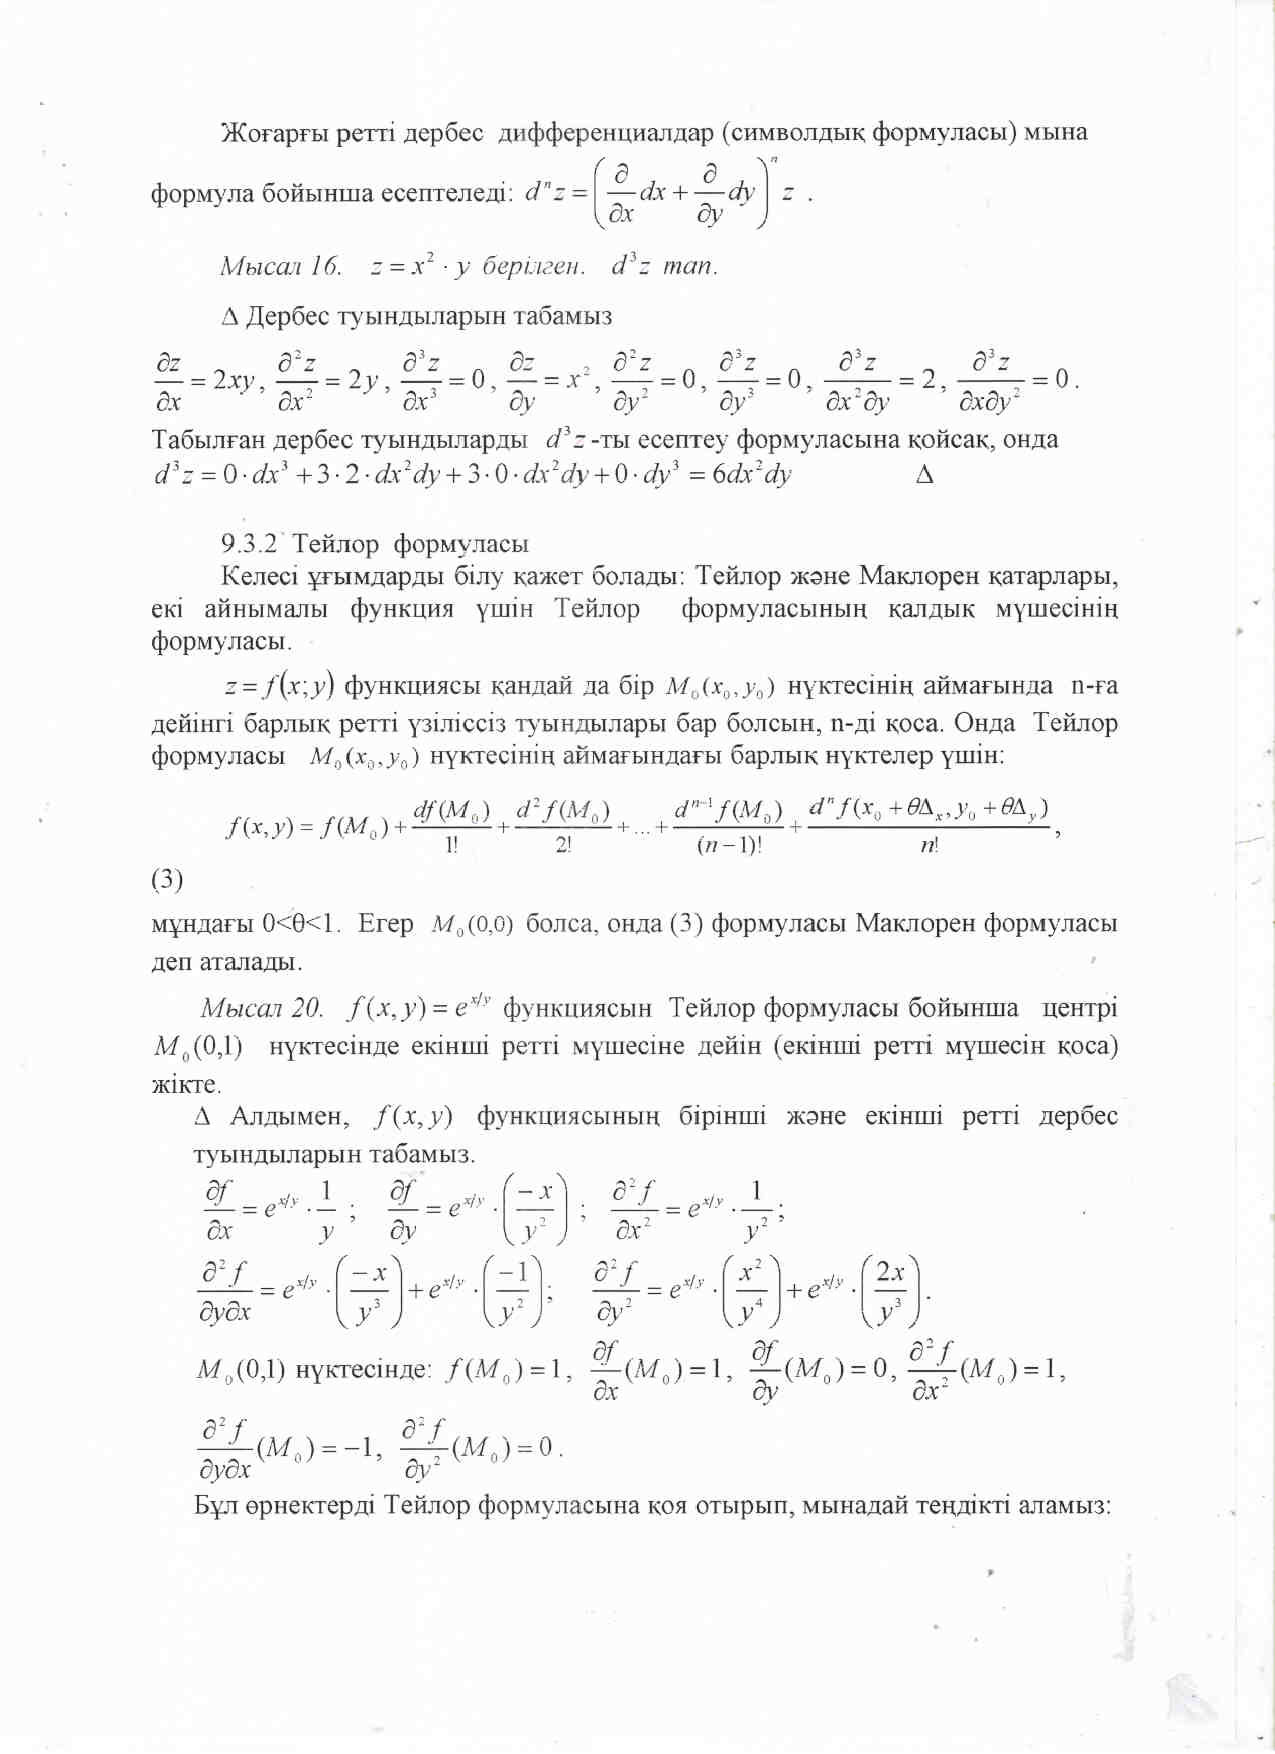 Жоғарғы ретті дербес дифференциалдар (символдық формуласы) мына
формула бойынша есептеледі: $d^n z = \left( \frac{\partial}{\partial x} dx + \frac{\partial}{\partial y} dy \right)^n z$ .
Мысал 16. $z = x^2 \cdot y$ берілген. $d^3 z$ тап.
Δ Дербес туындыларын табамыз
$\frac{\partial z}{\partial x} = 2xy$, $\frac{\partial^2 z}{\partial x^2} = 2y$, $\frac{\partial^3 z}{\partial x^3} = 0$, $\frac{\partial z}{\partial y} = x^2$, $\frac{\partial^2 z}{\partial y^2} = 0$, $\frac{\partial^3 z}{\partial y^3} = 0$, $\frac{\partial^3 z}{\partial x^2 \partial y} = 2$, $\frac{\partial^3 z}{\partial x \partial y^2} = 0$.
Табылған дербес туындыларды $d^3 z$ -ты есептеу формуласына қойсақ, онда
$d^3 z = 0 \cdot dx^3 + 3 \cdot 2 \cdot dx^2 dy + 3 \cdot 0 \cdot dx^2 dy + 0 \cdot dy^3 = 6dx^2 dy$ Δ
9.3.2 Тейлор формуласы
Келесі ұғымдарды білу қажет болады: Тейлор және Маклорен қатарлары,
екі айнымалы функция үшін Тейлор формуласының қалдық мүшесінің
формуласы.
$z = f(x; y)$ функциясы қандай да бір $M_0(x_0, y_0)$ нүктесінің аймағында n-ға
дейінгі барлық ретті үзіліссіз туындылары бар болсын, n-ді қоса. Онда Тейлор
формуласы $M_0(x_0, y_0)$ нүктесінің аймағындағы барлық нүктелер үшін:
$f(x, y) = f(M_0) + \frac{df(M_0)}{1!} + \frac{d^2 f(M_0)}{2!} + ... + \frac{d^{n-1} f(M_0)}{(n-1)!} + \frac{d^n f(x_0 + \theta\Delta_x, y_0 + \theta\Delta_y)}{n!}$,
(3)
мұндағы 0<θ<1. Егер $M_0(0,0)$ болса, онда (3) формуласы Маклорен формуласы
деп аталады.
Мысал 20. $f(x, y) = e^{x/y}$ функциясын Тейлор формуласы бойынша центрі
$M_0(0,1)$ нүктесінде екінші ретті мүшесіне дейін (екінші ретті мүшесін қоса)
жікте.
Δ Алдымен, $f(x, y)$ функциясының бірінші және екінші ретті дербес
туындыларын табамыз.
$\frac{\partial f}{\partial x} = e^{x/y} \cdot \frac{1}{y}$ ; $\frac{\partial f}{\partial y} = e^{x/y} \cdot \left( \frac{-x}{y^2} \right)$ ; $\frac{\partial^2 f}{\partial x^2} = e^{x/y} \cdot \frac{1}{y^2}$ ;
$\frac{\partial^2 f}{\partial y \partial x} = e^{x/y} \cdot \left( \frac{-x}{y^3} \right) + e^{x/y} \cdot \left( \frac{-1}{y^2} \right)$; $\frac{\partial^2 f}{\partial y^2} = e^{x/y} \cdot \left( \frac{x^2}{y^4} \right) + e^{x/y} \cdot \left( \frac{2x}{y^3} \right)$.
$M_0(0,1)$ нүктесінде: $f(M_0) = 1$, $\frac{\partial f}{\partial x}(M_0) = 1$, $\frac{\partial f}{\partial y}(M_0) = 0$, $\frac{\partial^2 f}{\partial x^2}(M_0) = 1$,
$\frac{\partial^2 f}{\partial y \partial x}(M_0) = -1$, $\frac{\partial^2 f}{\partial y^2}(M_0) = 0$.
Бұл өрнектерді Тейлор формуласына қоя отырып, мынадай теңдікті аламыз: